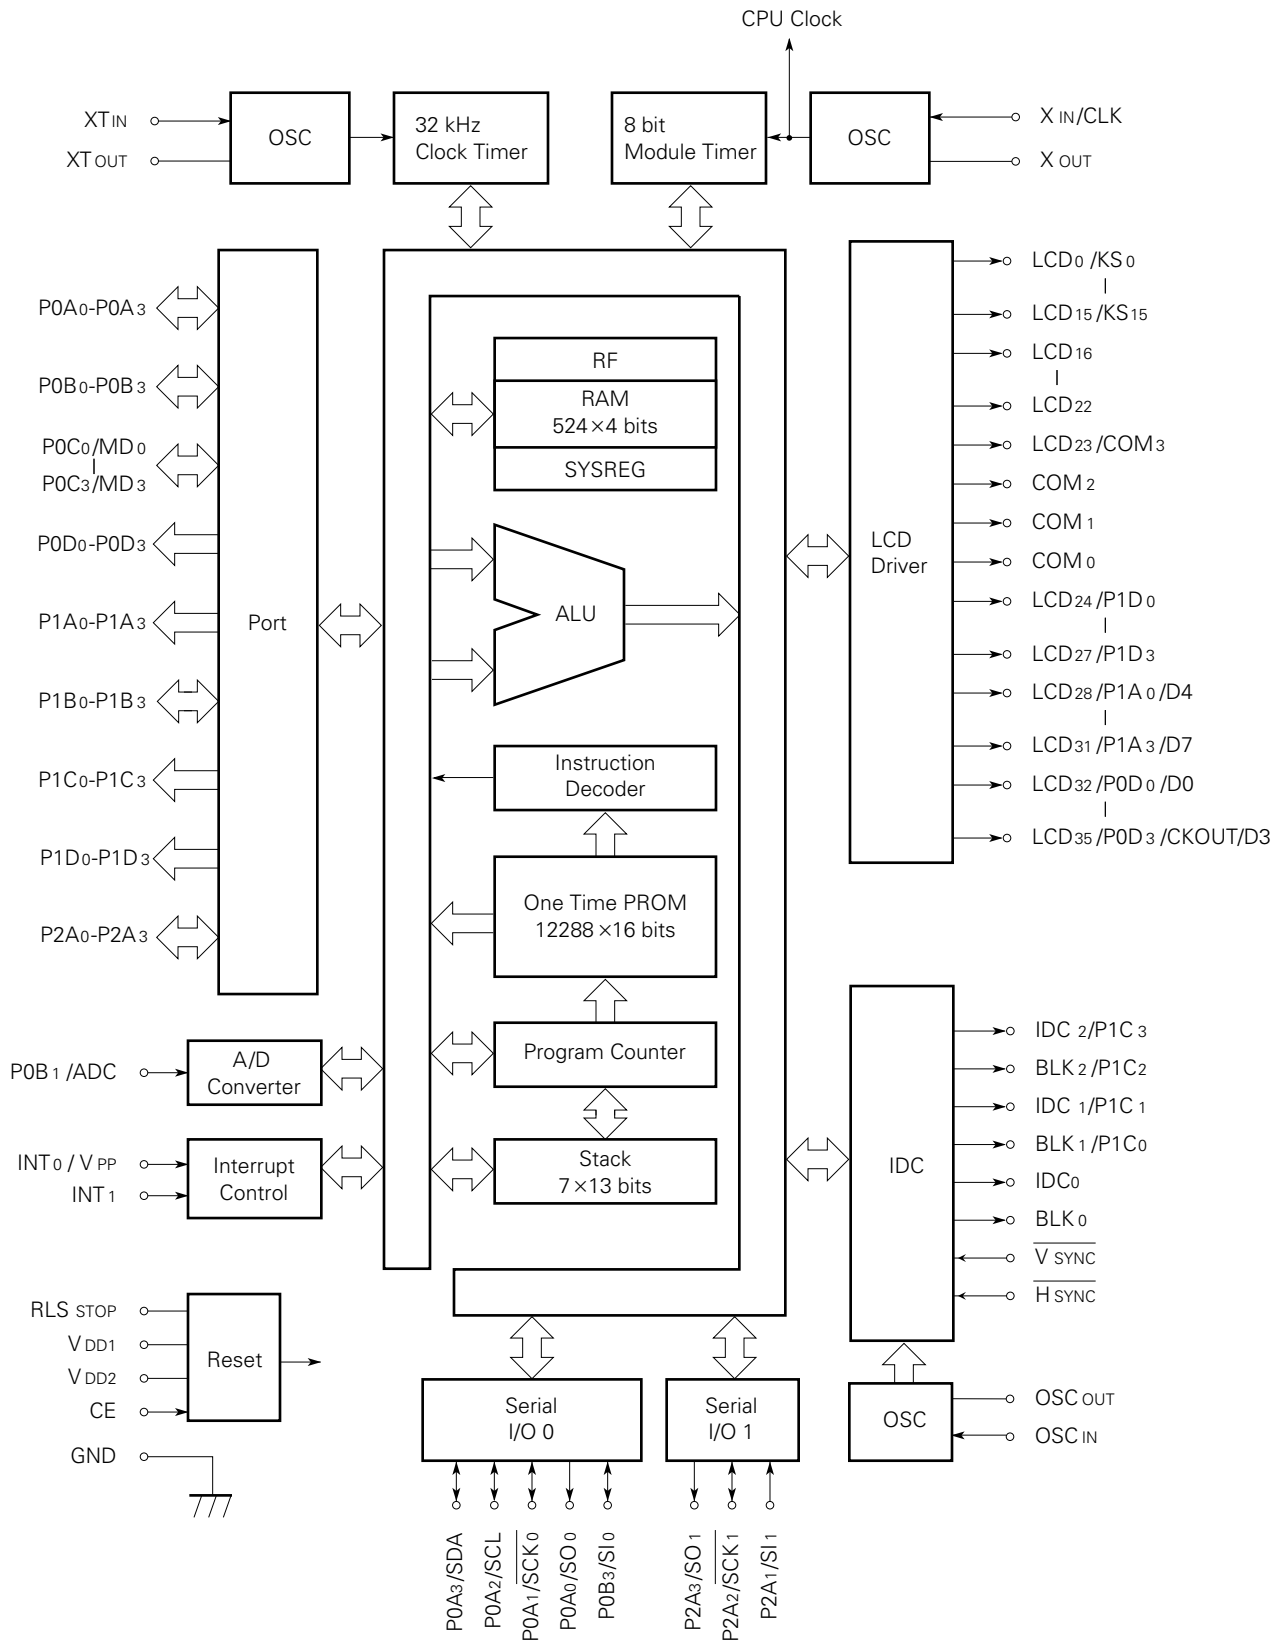 CPU Clock
XTIN
XTOUT
OSC
32 kHz
Clock Timer
8 bit
Module Timer
OSC
X IN/CLK
X OUT
P0A0-P0A3
P0B0-P0B3
P0C0/MD0
P0C3/MD3
P0D0-P0D3
P1A0-P1A3
P1B0-P1B3
P1C0-P1C3
P1D0-P1D3
P2A0-P2A3
Port
RF
RAM
524×4 bits
SYSREG
ALU
Instruction
Decoder
One Time PROM
12288×16 bits
Program Counter
Stack
7×13 bits
LCD
Driver
LCD0/KS0
LCD15/KS15
LCD16
LCD22
LCD23/COM3
COM2
COM1
COM0
LCD24/P1D0
LCD27/P1D3
LCD28/P1A0/D4
LCD31/P1A3/D7
LCD32/P0D0/D0
LCD35/P0D3/CKOUT/D3
P0B1/ADC
A/D
Converter
INT0/VPP
INT1
Interrupt
Control
RLS STOP
VDD1
VDD2
CE
GND
Reset
IDC
IDC2/P1C3
BLK2/P1C2
IDC1/P1C1
BLK1/P1C0
IDC0
BLK0
V SYNC
H SYNC
OSC
OSC OUT
OSC IN
Serial
I/O 0
Serial
I/O 1
P0A3/SDA
P0A2/SCL
P0A1/SCK0
P0A0/SO0
P0B3/SI0
P2A3/SO1
P2A2/SCK1
P2A1/SI1